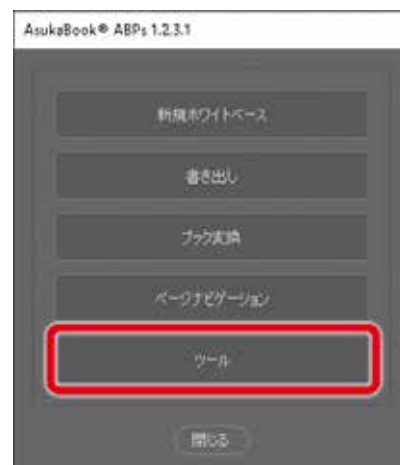 AsukaBook® ABPs 1.2.3.1
新規ホワイトベース
書き出し
ブック変換
ページナビゲーション
ツール
閉じる